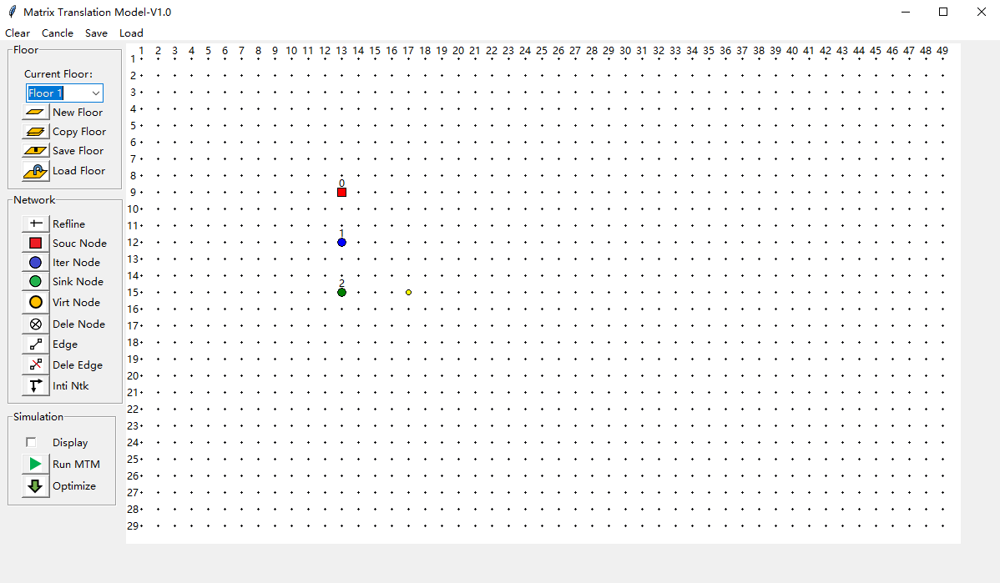 Matrix Translation Model-V1.0
Clear Cancle Save Load
Floor
Current Floor:
Floor 1
New Floor
Copy Floor
Save Floor
Load Floor
Network
Refline
Souc Node
Iter Node
Sink Node
Virt Node
Dele Node
Edge
Dele Edge
Inti Ntk
Simulation
Display
Run MTM
Optimize
1 2 3 4 5 6 7 8 9 10 11 12 13 14 15 16 17 18 19 20 21 22 23 24 25 26 27 28 29 30 31 32 33 34 35 36 37 38 39 40 41 42 43 44 45 46 47 48 49
1
2
3
4
5
6
7
8
0
9
10
11
1
12
13
14
2
15
16
17
18
19
20
21
22
23
24
25
26
27
28
29